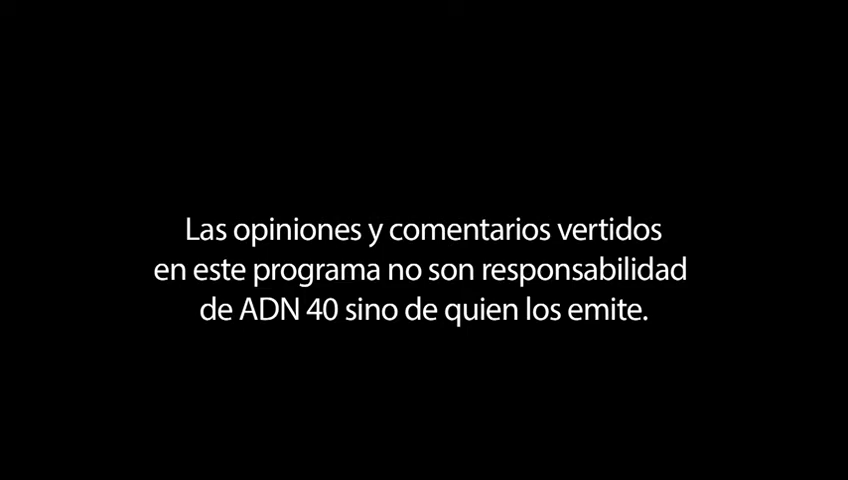 Las opiniones y comentarios vertidos
en este programa no son responsabilidad
de ADN 40 sino de quien los emite.